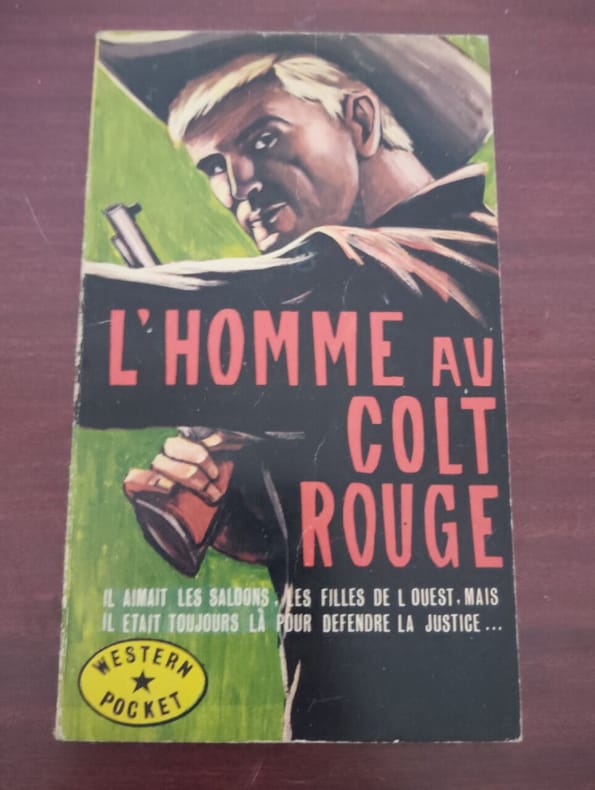 L'HOMME AU
COLT
ROUGE
IL AIMAIT LES SALOONS, LES FILLES DE L OUEST, MAIS
IL ETAIT TOUJOURS LÀ POUR DEFENDRE LA JUSTICE ...
WESTERN
POCKET